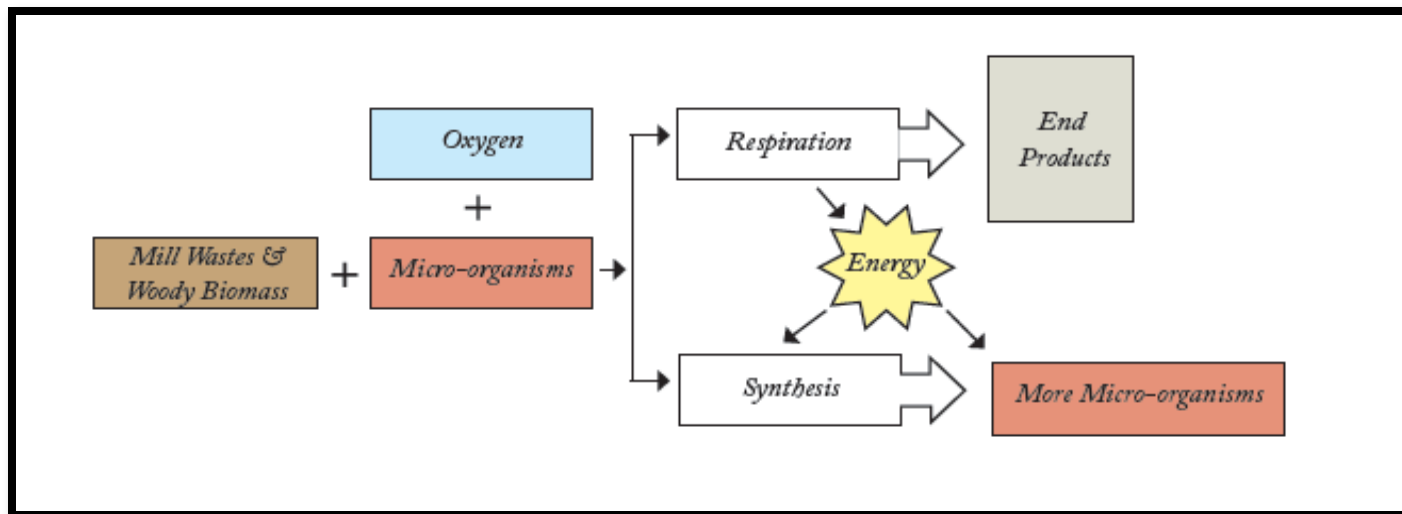 Oxygen
+
Mill Wastes &
Woody Biomass
+
Micro-organisms
Respiration
End
Products
Energy
Synthesis
More Micro-organisms